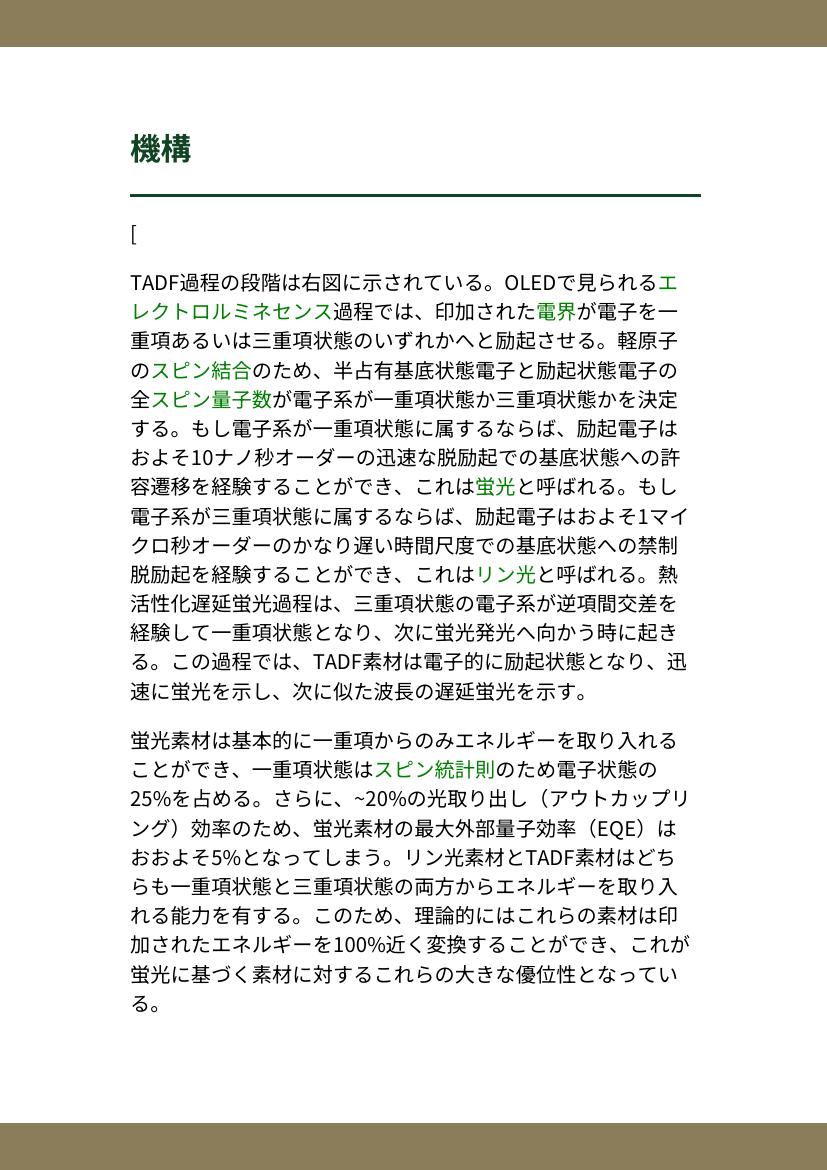 機構
[
TADF過程の段階は右図に示されている。OLEDで見られるエ
レクトロルミネセンス過程では、印加された電界が電子を一
重項あるいは三重項状態のいずれかへと励起させる。軽原子
のスピン結合のため、半占有基底状態電子と励起状態電子の
全スピン量子数が電子系が一重項状態か三重項状態かを決定
する。もし電子系が一重項状態に属するならば、励起電子は
およそ10ナノ秒オーダーの迅速な脱励起での基底状態への許
容遷移を経験することができ、これは蛍光と呼ばれる。もし
電子系が三重項状態に属するならば、励起電子はおよそ1マイ
クロ秒オーダーのかなり遅い時間尺度での基底状態への禁制
脱励起を経験することができ、これはリン光と呼ばれる。熱
活性化遅延蛍光過程は、三重項状態の電子系が逆項間交差を
経験して一重項状態となり、次に蛍光発光へ向かう時に起き
る。この過程では、TADF素材は電子的に励起状態となり、迅
速に蛍光を示し、次に似た波長の遅延蛍光を示す。
蛍光素材は基本的に一重項からのみエネルギーを取り入れる
ことができ、一重項状態はスピン統計則のため電子状態の
25%を占める。さらに、~20%の光取り出し（アウトカップリ
ング）効率のため、蛍光素材の最大外部量子効率（EQE）は
おおよそ5%となってしまう。リン光素材とTADF素材はどち
らも一重項状態と三重項状態の両方からエネルギーを取り入
れる能力を有する。このため、理論的にはこれらの素材は印
加されたエネルギーを100%近く変換することができ、これが
蛍光に基づく素材に対するこれらの大きな優位性となってい
る。